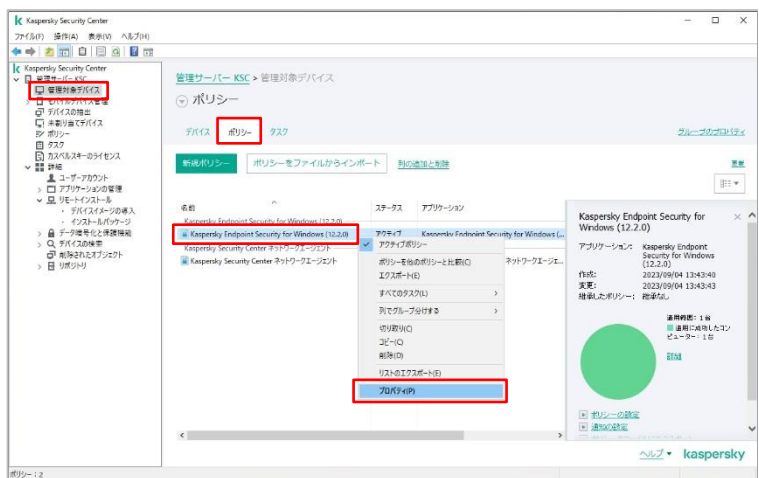 Kaspersky Security Center
ファイル(F) 操作(A) 表示(V) ヘルプ(H)
Kaspersky Security Center
管理サーバー KSC
管理対象デバイス
モバイルデバイス管理
デバイスの抽出
未割り当てデバイス
ポリシー
タスク
カスペルスキーのライセンス
詳細
ユーザーアカウント
アプリケーションの管理
リモートインストール
・ デバイスイメージの導入
・ インストールパッケージ
データ暗号化と保護機能
デバイスの検索
削除されたオブジェクト
リポジトリ
管理サーバー KSC > 管理対象デバイス
ポリシー
デバイス ポリシー タスク
グループのプロパティ
新規ポリシー ポリシーをファイルからインポート 列の追加と削除
更新
名前 ステータス アプリケーション
Kaspersky Endpoint Security for Windows (12.2.0)
Kaspersky Endpoint Security for Windows (12.2.0) アクティブ Kaspersky Endpoint Security for Windows (...
Kaspersky Security Center ネットワークエージェント
Kaspersky Security Center ネットワークエージェント ネットワークエージェ...
アクティブポリシー
ポリシーを他のポリシーと比較(C)
エクスポート(E)
すべてのタスク(L)
列でグループ分けする
切り取り(C)
コピー(C)
削除(D)
リストのエクスポート(E)
プロパティ(P)
Kaspersky Endpoint Security for
Windows (12.2.0)
アプリケーション: Kaspersky Endpoint
Security for Windows
(12.2.0)
作成: 2023/09/04 13:43:40
変更: 2023/09/04 13:43:43
継承したポリシー: 継承なし
適用範囲: 1 台
適用に成功したコン
ピューター: 1 台
詳細
ポリシーの設定
通知の設定
ヘルプ kaspersky
ポリシー : 2